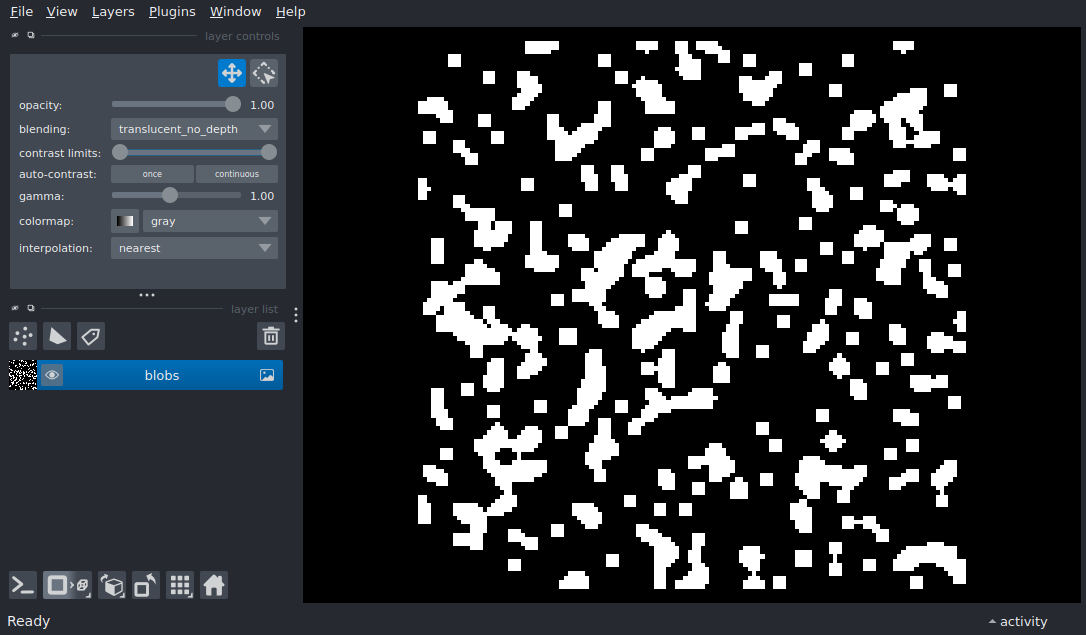 File View Layers Plugins Window Help
layer controls
opacity: 1.00
blending: translucent_no_depth
contrast limits:
auto-contrast: once continuous
gamma: 1.00
colormap: gray
interpolation: nearest
layer list
blobs
Ready
activity